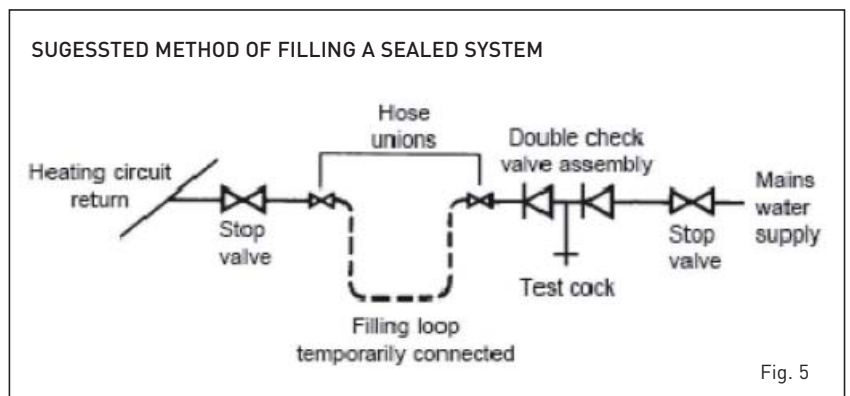 SUGESSTED METHOD OF FILLING A SEALED SYSTEM
Hose
unions
Double check
valve assembly
Heating circuit
return
Mains
water
supply
Stop
valve
Stop
valve
Test cock
Filling loop
temporarily connected
Fig. 5